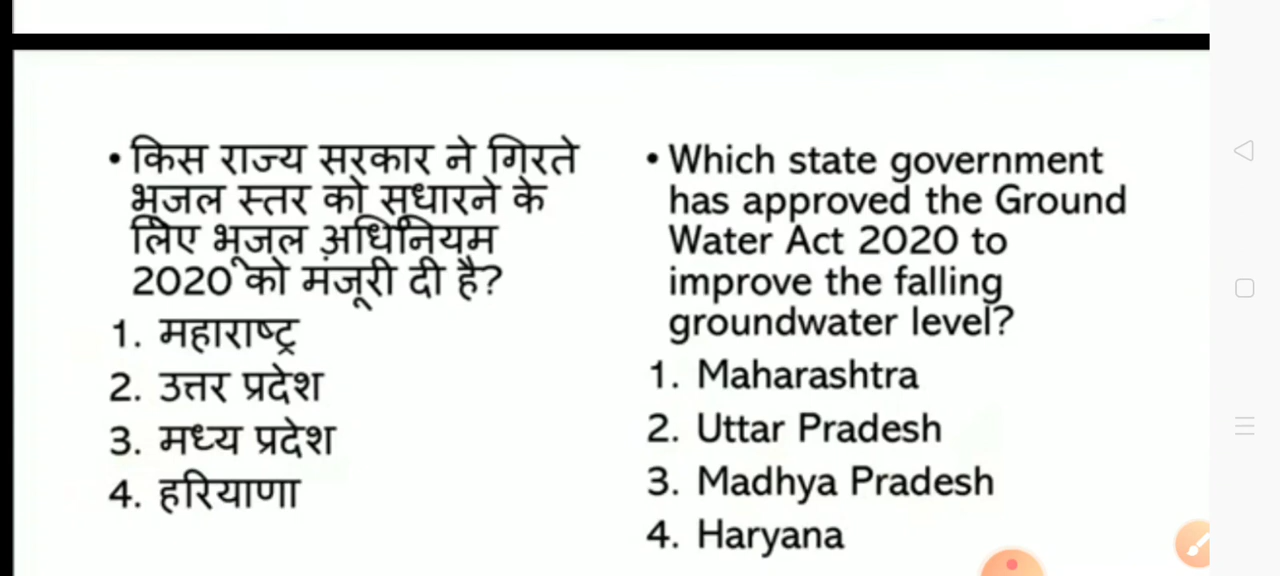 • किस राज्य सरकार ने गिरते
भूजल स्तर को सुधारने के
लिए भूजल अधिनियम
2020 को मंजूरी दी है?
1. महाराष्ट्र
2. उत्तर प्रदेश
3. मध्य प्रदेश
4. हरियाणा
• Which state government
has approved the Ground
Water Act 2020 to
improve the falling
groundwater level?
1. Maharashtra
2. Uttar Pradesh
3. Madhya Pradesh
4. Haryana